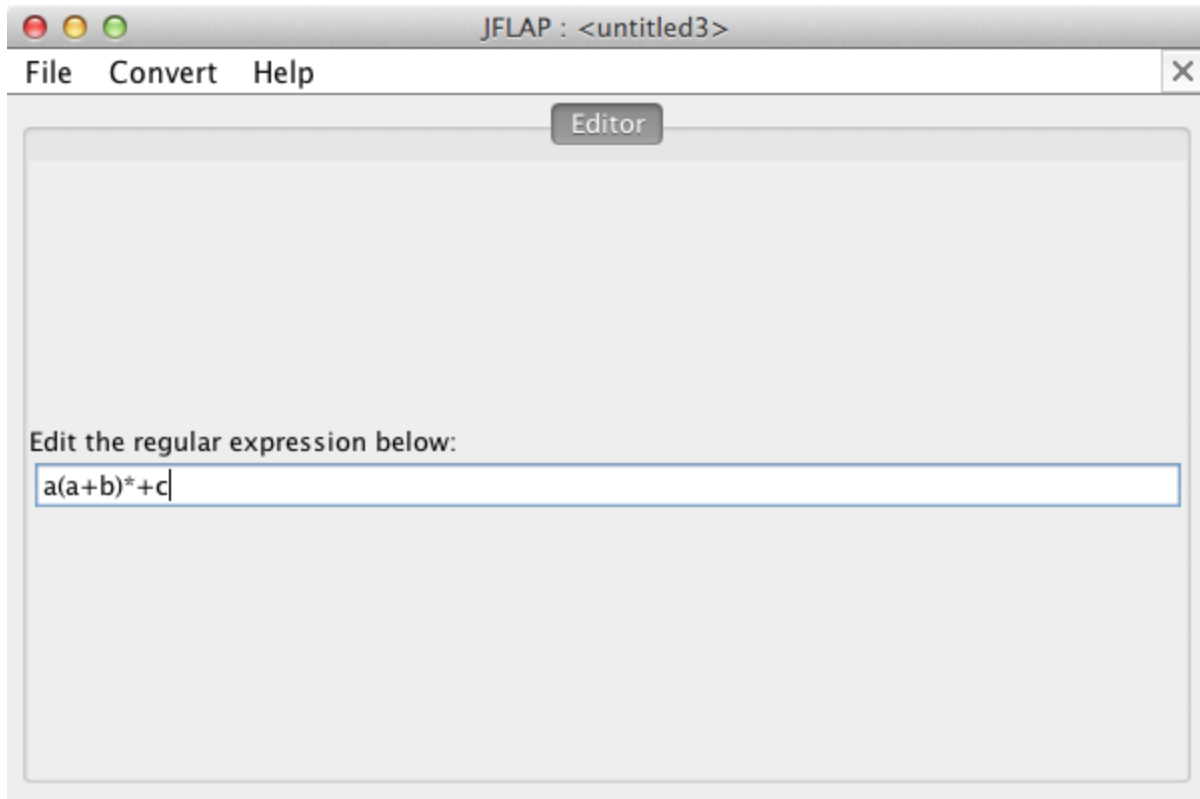 JFLAP : <untitled3>
File Convert Help
Editor
Edit the regular expression below:
a(a+b)*+c